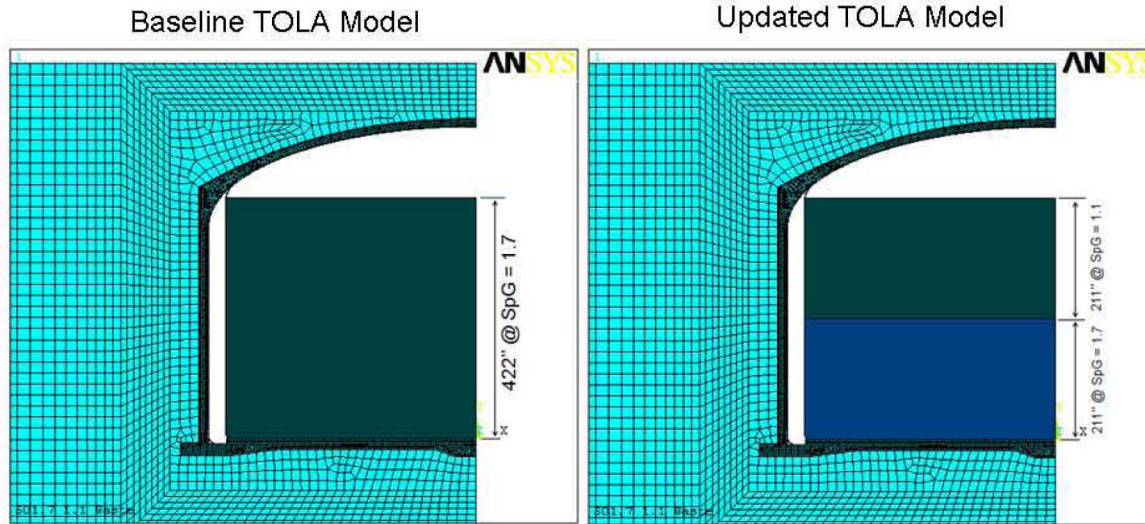 Baseline TOLA Model
Updated TOLA Model
1
ANSYS
422" @ SpG = 1.7
X
ANSYS
211" @ SpG = 1.1
211" @ SpG = 1.7
X